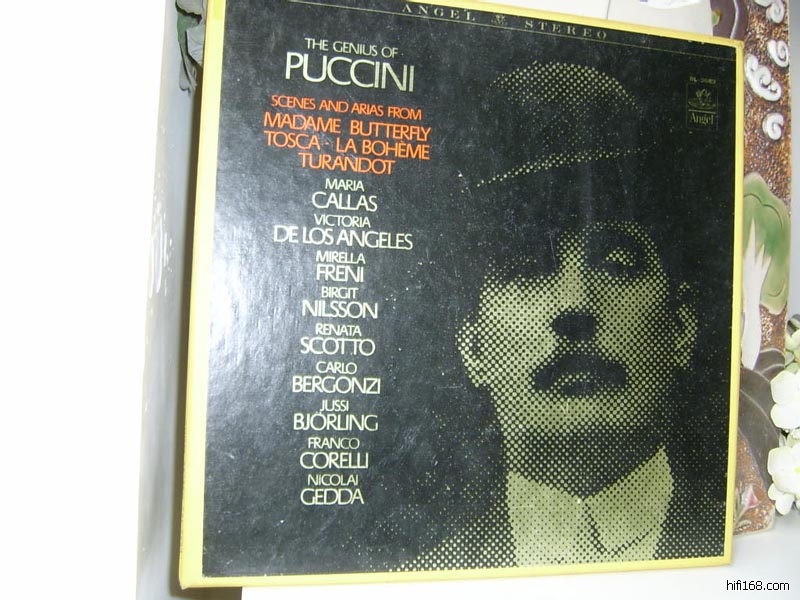 ANGEL STEREO
THE GENIUS OF
PUCCINI
SCENES AND ARIAS FROM
MADAME BUTTERFLY
TOSCA · LA BOHÈME
TURANDOT
MARIA
CALLAS
VICTORIA
DE LOS ANGELES
MIRELLA
FRENI
BIRGIT
NILSSON
RENATA
SCOTTO
CARLO
BERGONZI
JUSSI
BJÖRLING
FRANCO
CORELLI
NICOLAI
GEDDA
Angel
hifi168.com